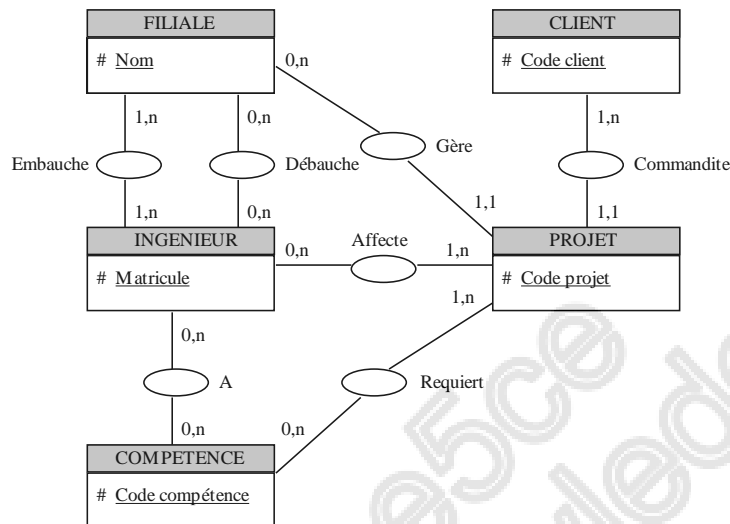 FILIALE
CLIENT
# Nom
# Code client
0,n
1,n
0,n
1,n
Embauche
Débauche
Gère
Commandite
1,n
0,n
1,1
1,1
INGENIEUR
Affecte
PROJET
# Matricule
0,n
1,n
# Code projet
0,n
1,n
A
Requiert
0,n
0,n
COMPETENCE
# Code compétence